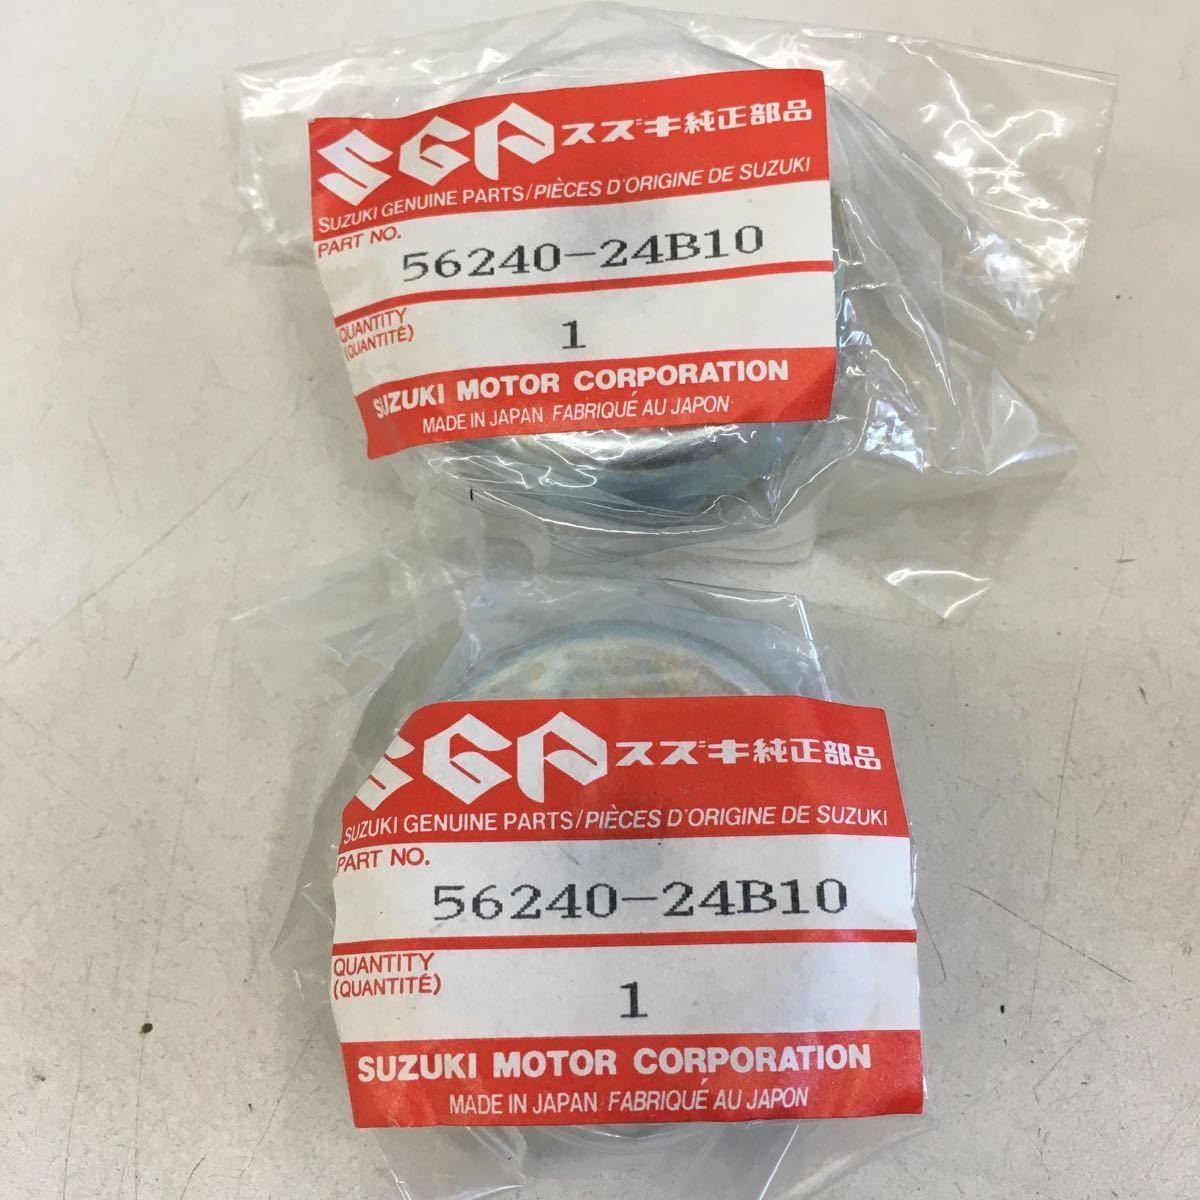 SGP スズキ純正部品
SUZUKI GENUINE PARTS/PIÈCES D'ORIGINE DE SUZUKI
PART NO.
56240-24B10
QUANTITY
(QUANTITÉ)
1
SUZUKI MOTOR CORPORATION
MADE IN JAPAN FABRIQUÉ AU JAPON
SGP スズキ純正部品
SUZUKI GENUINE PARTS/PIÈCES D'ORIGINE DE SUZUKI
PART NO.
56240-24B10
QUANTITY
(QUANTITÉ)
1
SUZUKI MOTOR CORPORATION
MADE IN JAPAN FABRIQUÉ AU JAPON